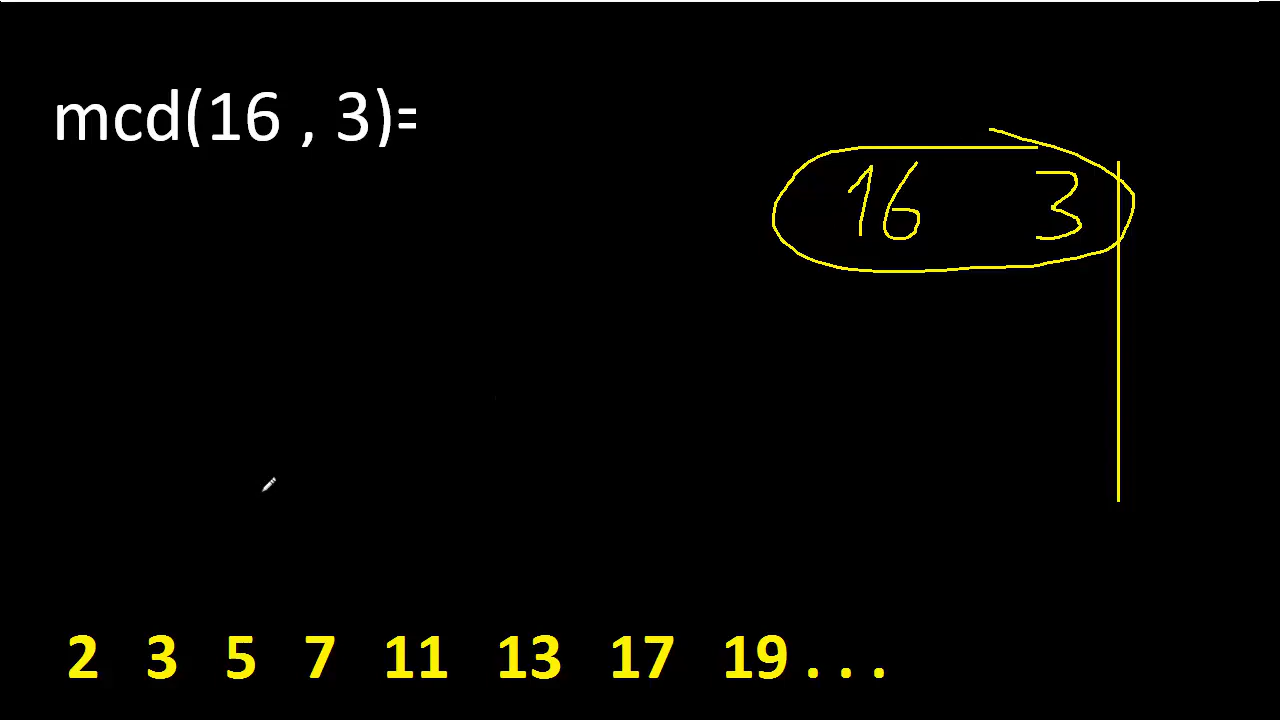 mcd(16 , 3)=
16 3
2 3 5 7 11 13 17 19 . . .